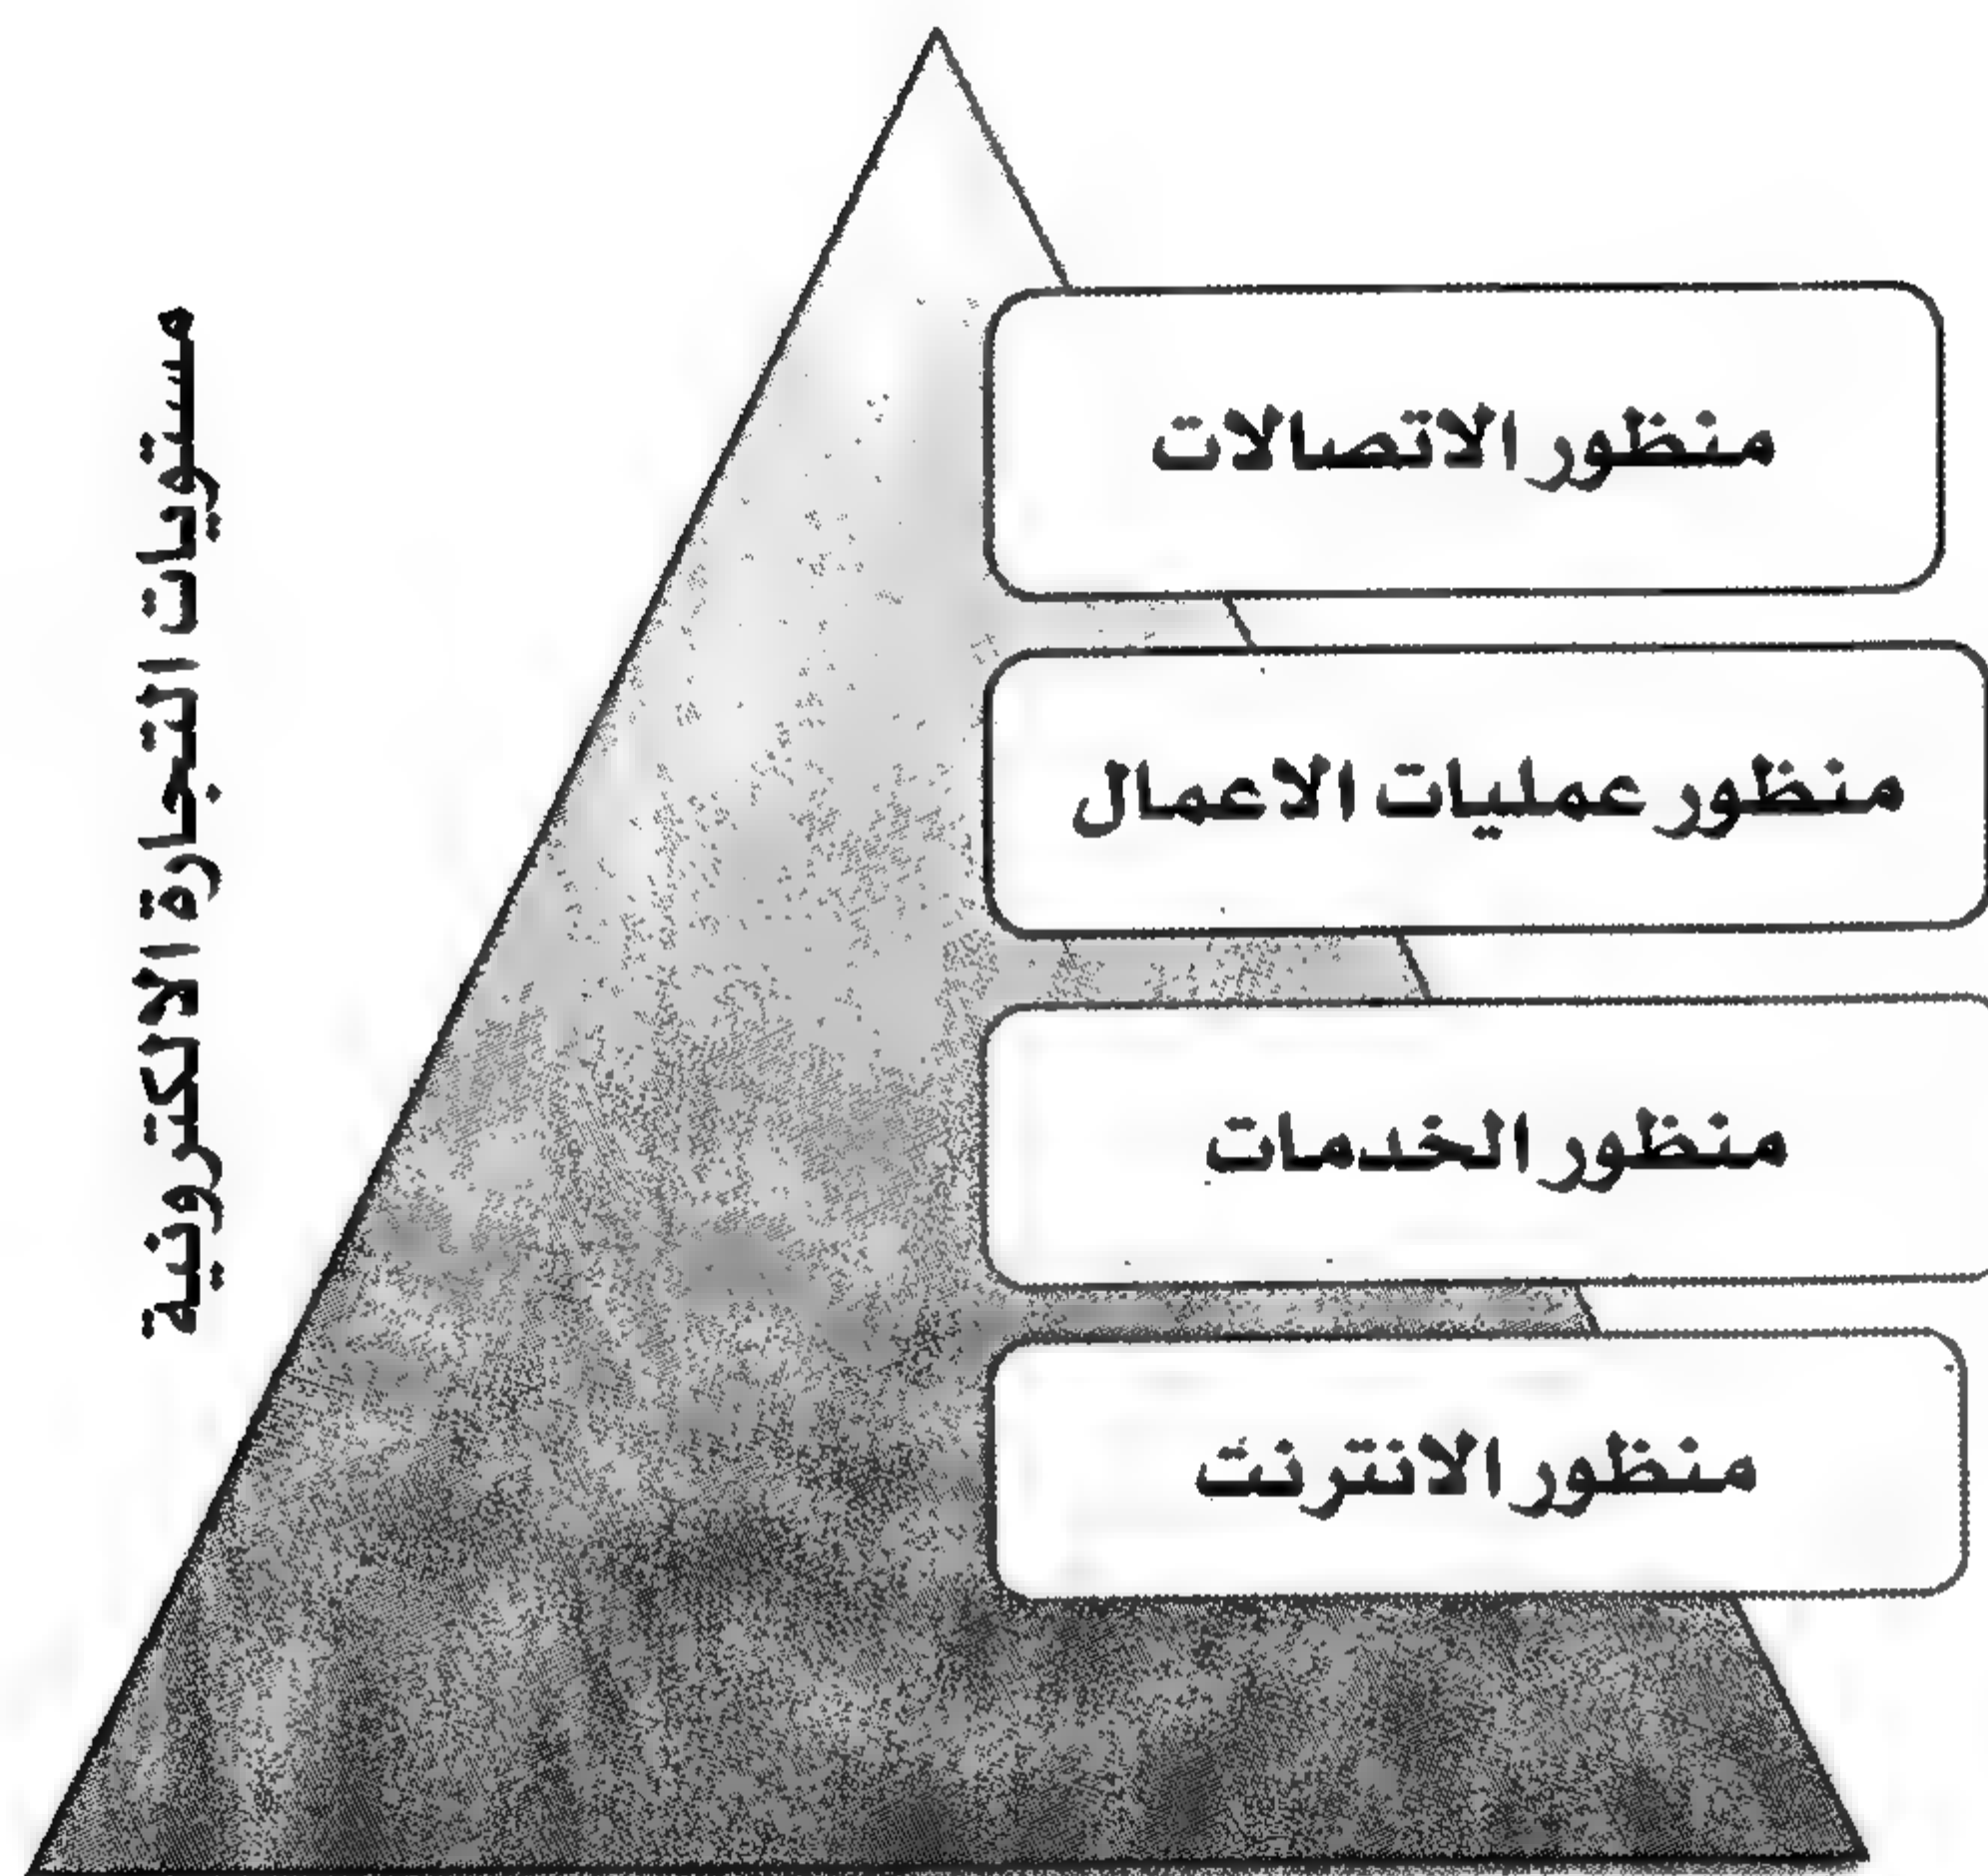 مستويات التجارة الالكترونية
منظور الاتصالات
منظور عمليات الاعمال
منظور الخدمات
منظور الانترنت